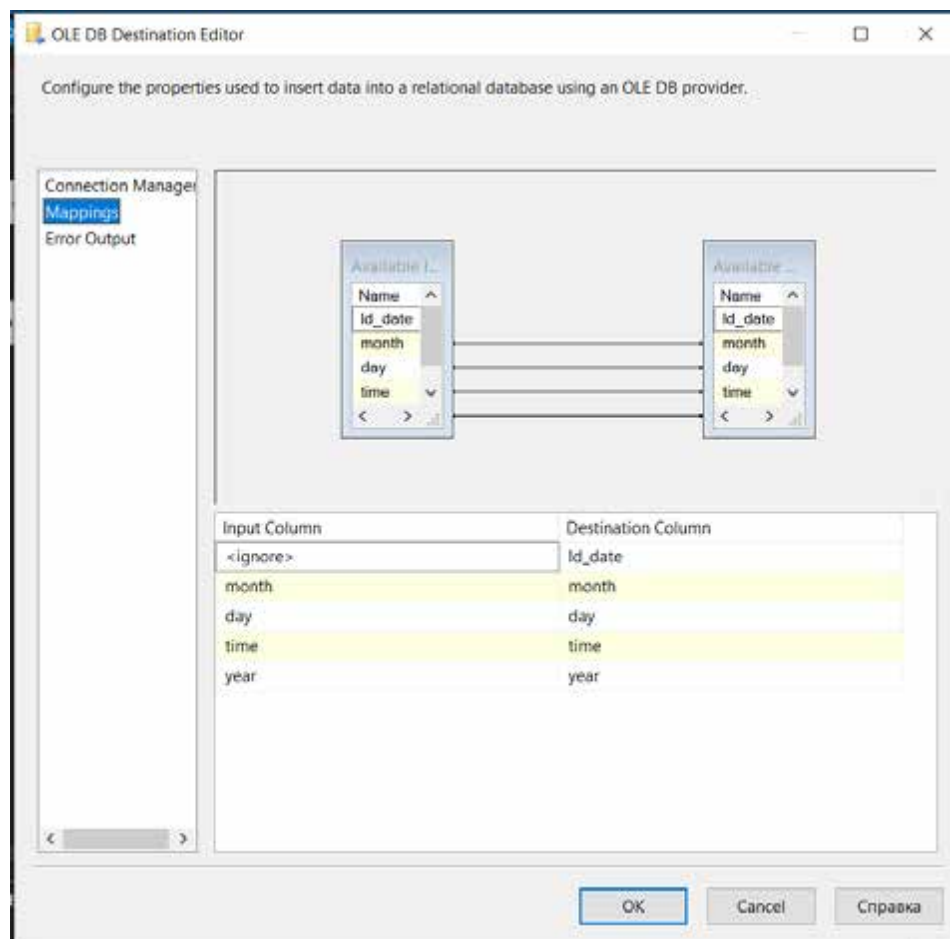 OLE DB Destination Editor
Configure the properties used to insert data into a relational database using an OLE DB provider.
Connection Manager
Mappings
Error Output
Available I...
Name
Id_date
month
day
time
Available ...
Name
Id_date
month
day
time
Input Column Destination Column
<ignore> Id_date
month month
day day
time time
year year
OK Cancel Справка